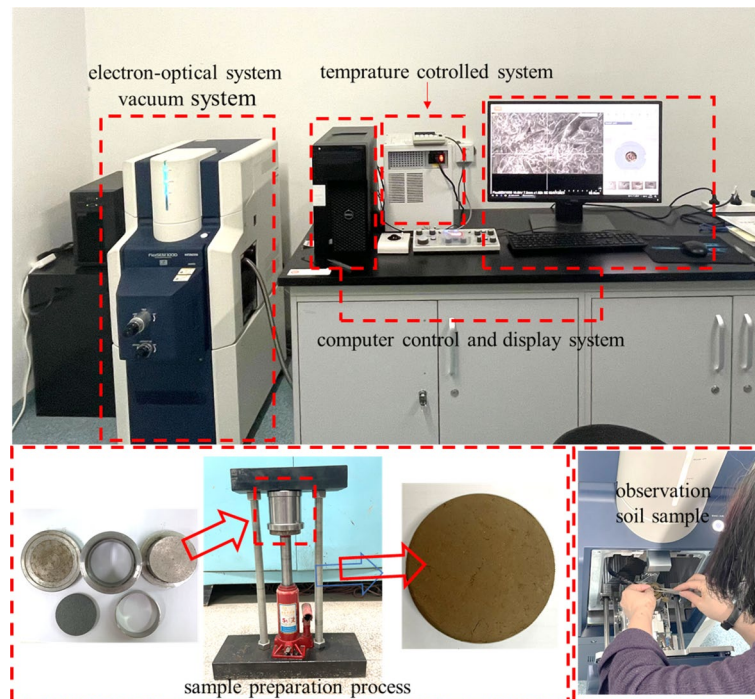 electron-optical system
vacuum system
temprature cotrolled system
computer control and display system
observation
soil sample
sample preparation process